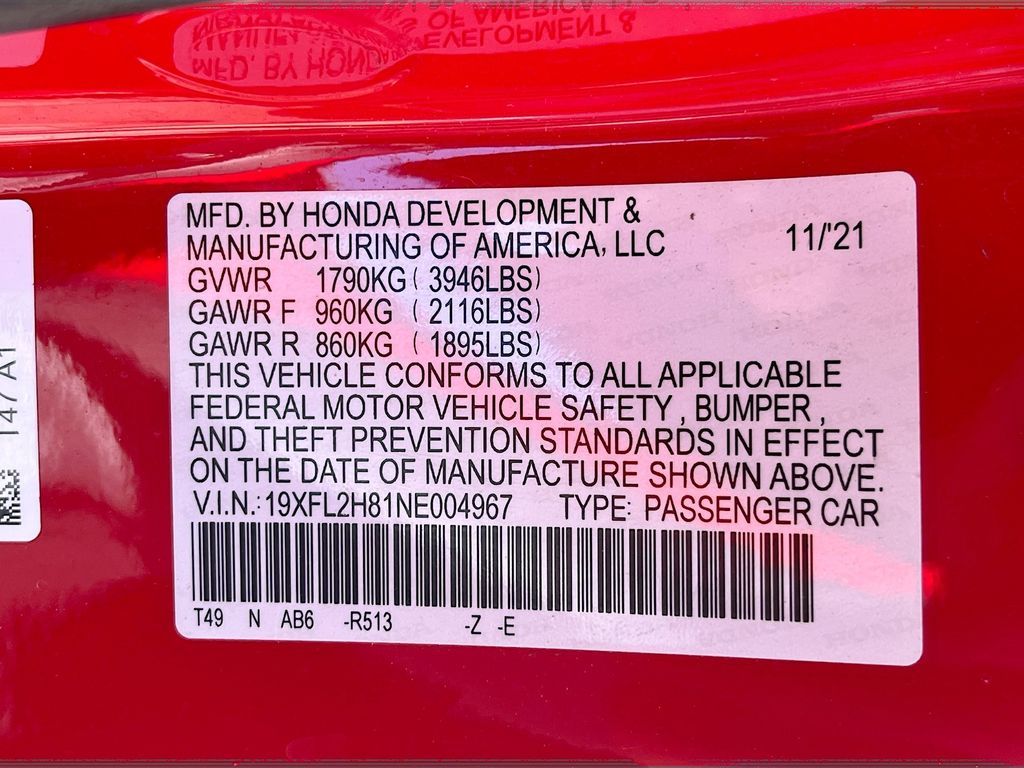 MFD. BY HONDA DEVELOPMENT &
MANUFACTURING OF AMERICA, LLC 11/'21
GVWR 1790KG ( 3946LBS)
GAWR F 960KG ( 2116LBS)
GAWR R 860KG ( 1895LBS)
THIS VEHICLE CONFORMS TO ALL APPLICABLE
FEDERAL MOTOR VEHICLE SAFETY , BUMPER ,
AND THEFT PREVENTION STANDARDS IN EFFECT
ON THE DATE OF MANUFACTURE SHOWN ABOVE.
V.I.N.: 19XFL2H81NE004967 TYPE: PASSENGER CAR
T49 N AB6 -R513 -Z -E
T47 A1